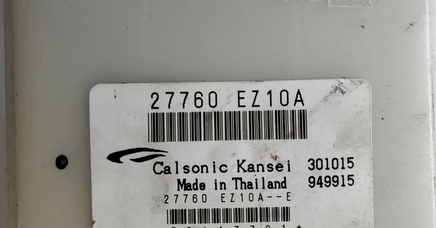 27760 EZ10A
Calsonic Kansei 301015
Made in Thailand 949915
27760 EZ10A--E